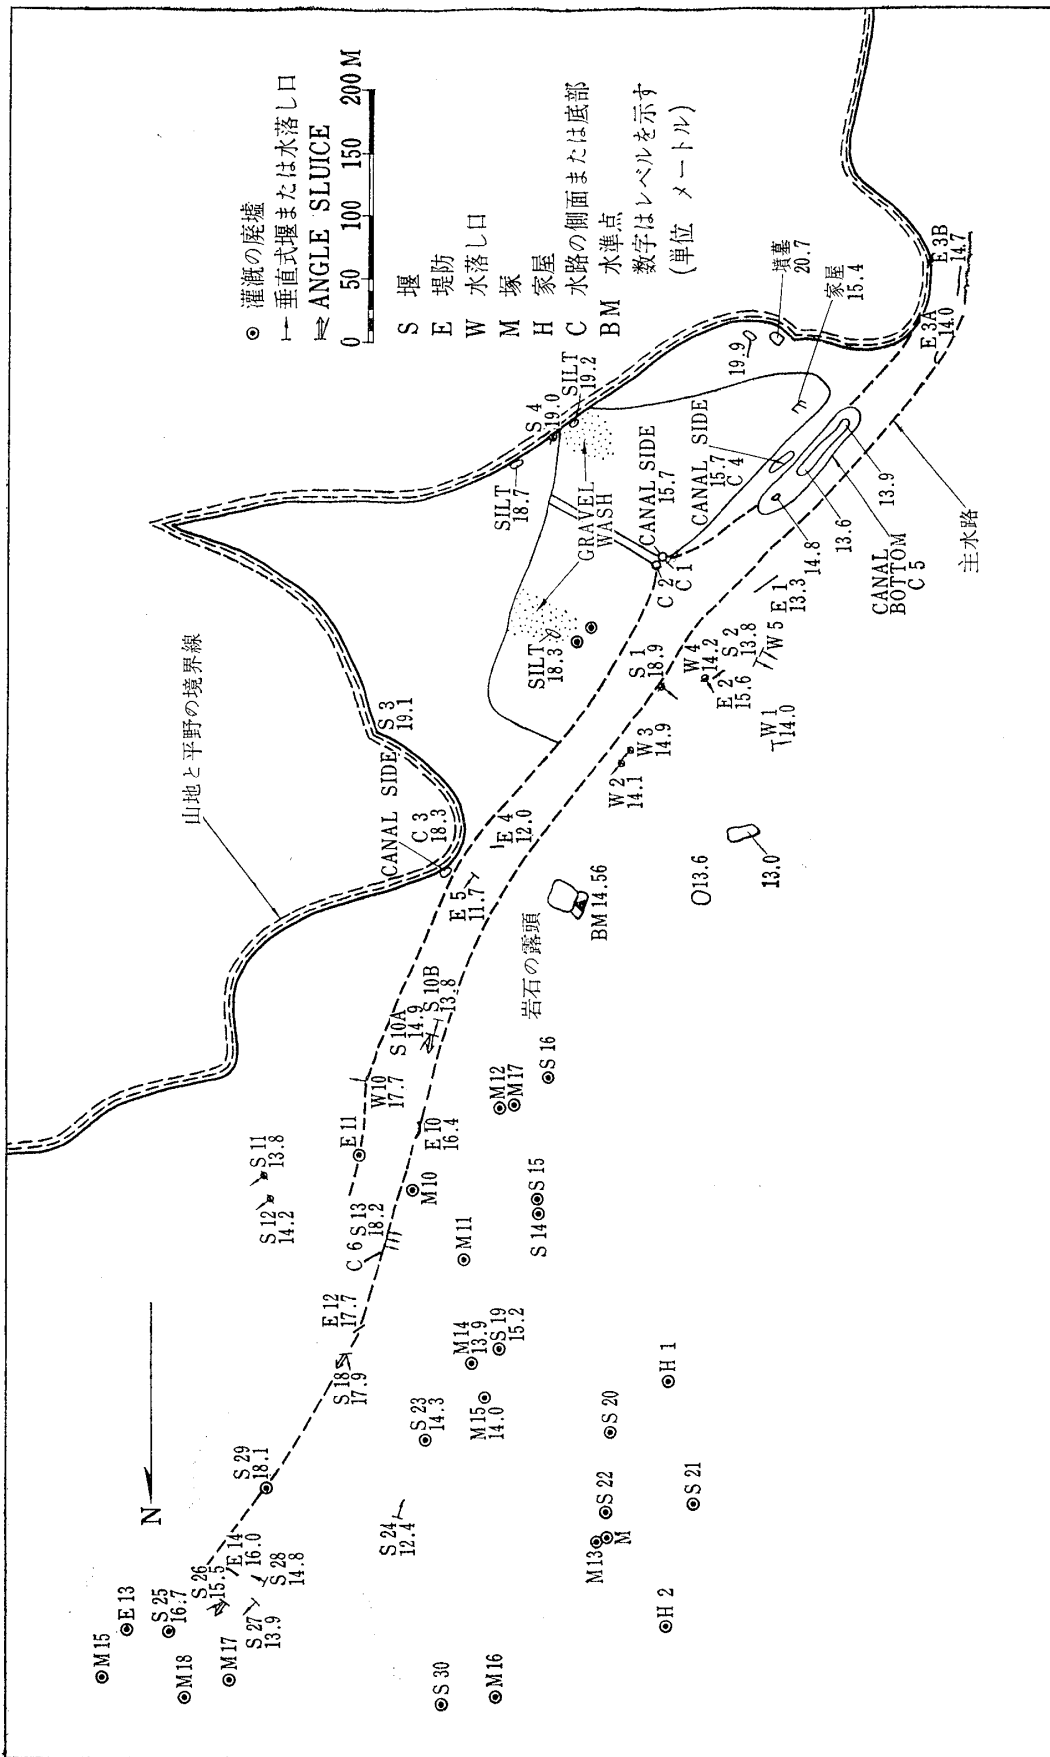 灌漑の廃墟
垂直式堰または水落し口
ANGLE SLUICE
0 50 100 150 200 M
S 堰
E 堤防
W 水落し口
M 塚
H 家屋
C 水路の側面または底部
BM 水準点
数字はレベルを示す
(単位 メートル)
N
山地と平野の境界線
M15
E 13
S 25
16.7
M18
M17
S 26
15.5
E 14
16.0
S 28
14.8
S 27
13.9
S 29
18.1
S 30
M16
S 24
12.4
S 23
14.3
S 18
17.9
E 12
17.7
C 6
S 13
18.2
S 12
14.2
S 11
13.8
E 11
W10
17.7
M10
E 10
16.4
M11
M14
13.9
S 19
15.2
M15
14.0
S 14
S 15
M12
M17
S 16
M13
M
S 22
S 20
S 21
H 1
H 2
S 10A
14.9
S 10B
13.8
岩石の露頭
BM 14.56
E 5
11.7
E 4
12.0
CANAL SIDE
C 3
18.3
S 3
19.1
13.6
13.0
W 2
14.1
W 3
14.9
S 1
18.9
W 4
14.2
E 2
15.6
S 2
13.8
W 5
W 1
14.0
E 1
13.3
SILT
18.3
GRAVEL
WASH
SILT
18.7
S 4
19.0
SILT
19.2
C 2
C 1
CANAL SIDE
15.7
CANAL SIDE
15.7
C 4
14.8
13.6
13.9
CANAL
BOTTOM
C 5
主水路
19.9
墳墓
20.7
家屋
15.4
E 3A
14.0
E 3B
14.7